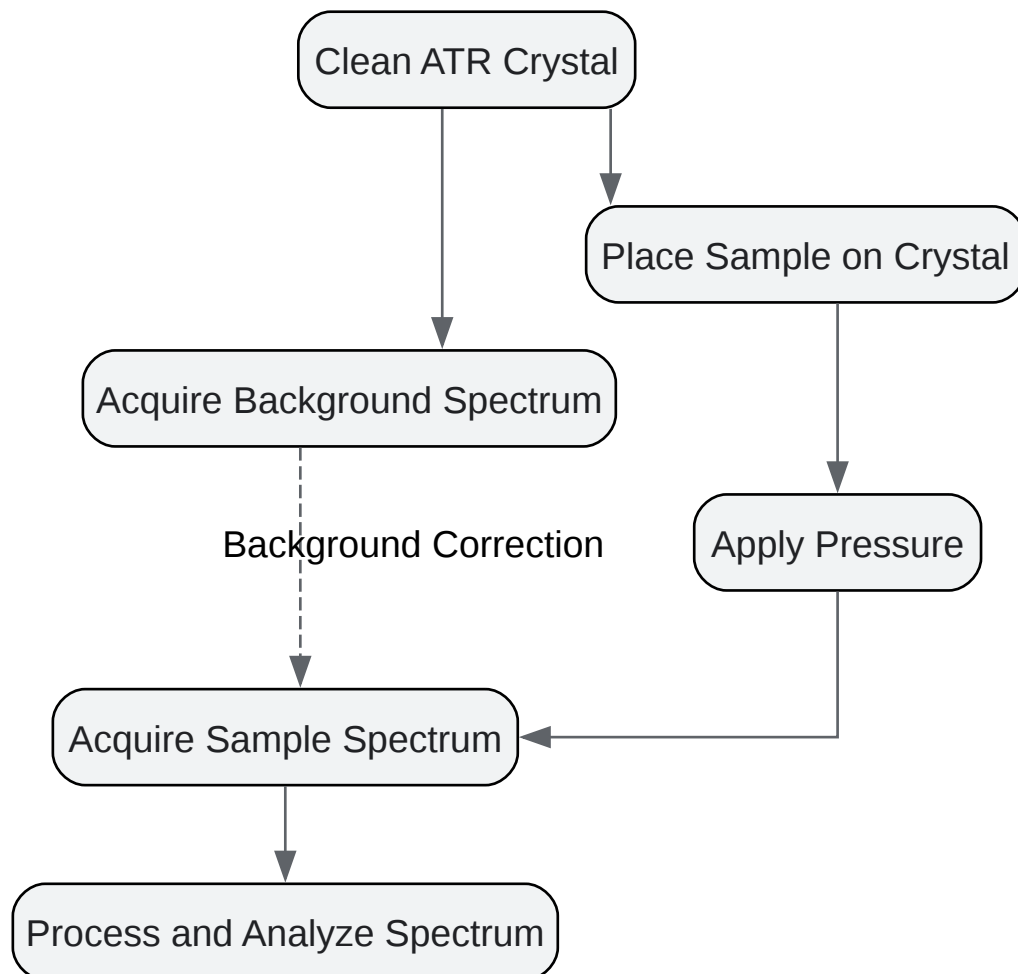 Clean ATR Crystal
Place Sample on Crystal
Acquire Background Spectrum
Background Correction
Apply Pressure
Acquire Sample Spectrum
Process and Analyze Spectrum